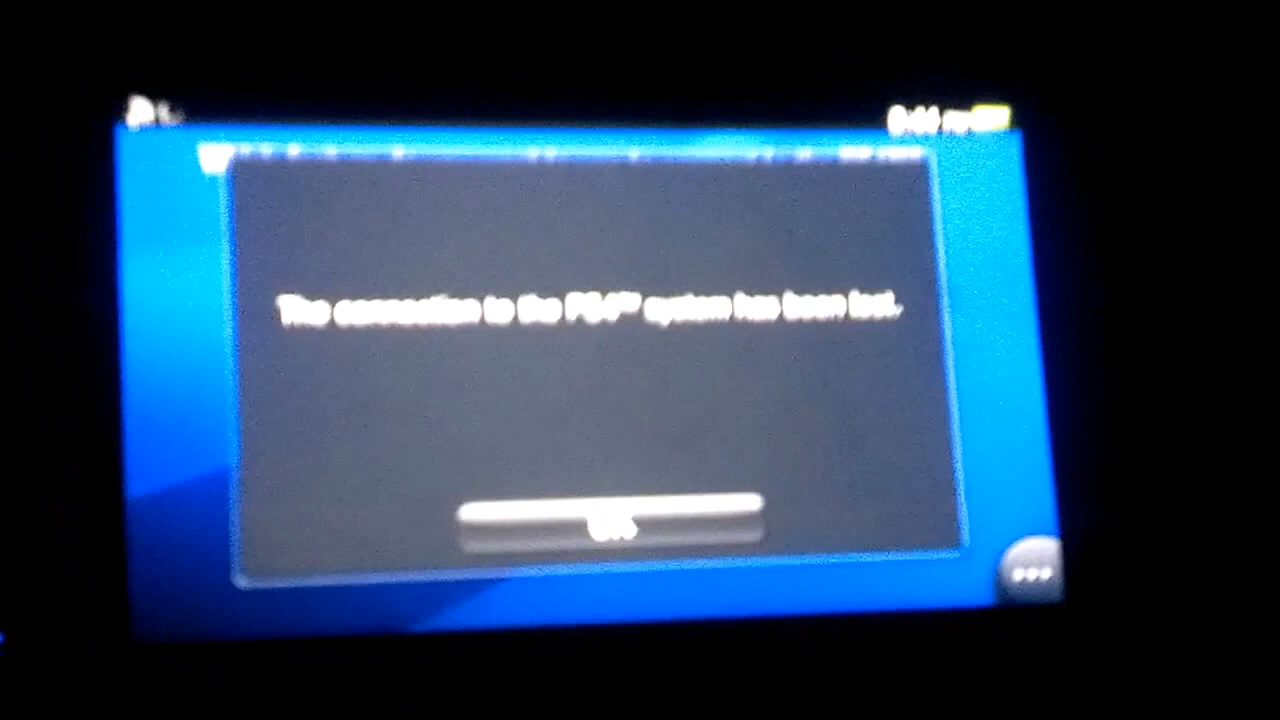 The connection to the PS4™ system has been lost.
OK